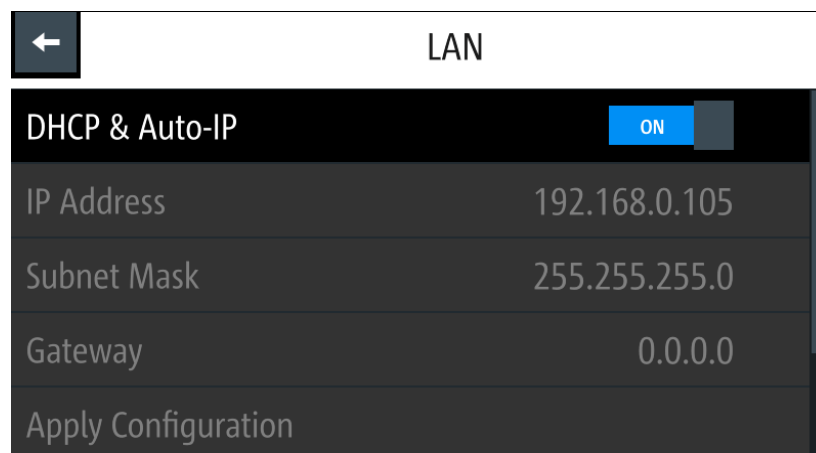 LAN
DHCP & Auto-IP ON
IP Address 192.168.0.105
Subnet Mask 255.255.255.0
Gateway 0.0.0.0
Apply Configuration